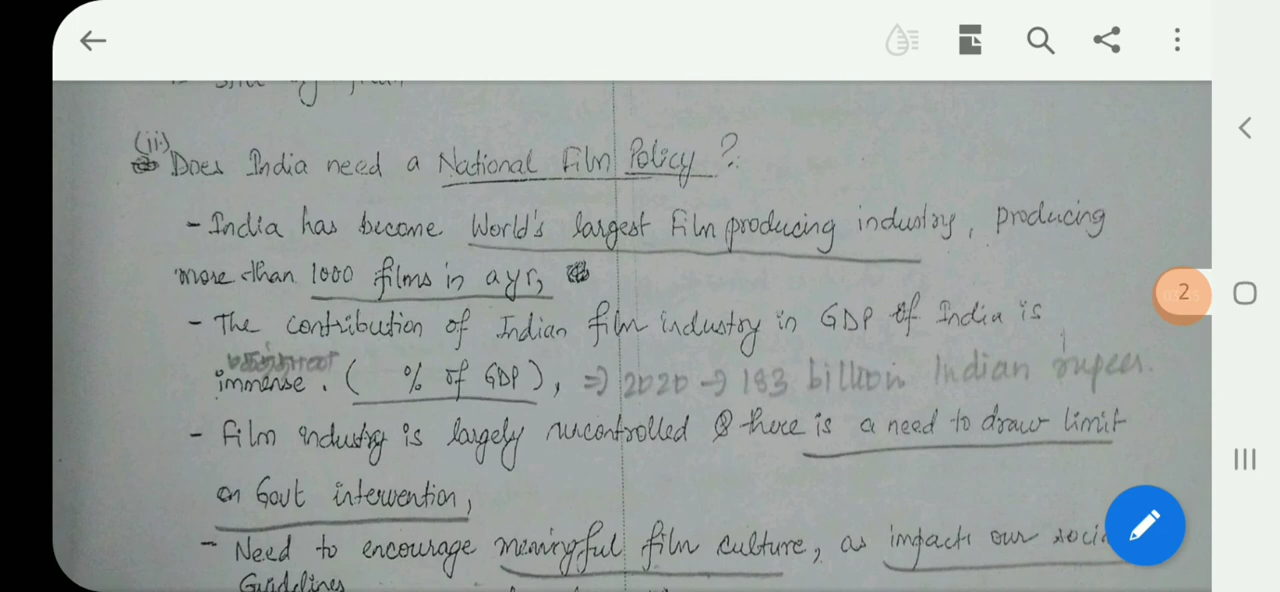 (ii)
Does India need a National Film Policy?
- India has become World's largest Film producing industry, producing
more than 1000 films in a yr,
- The contribution of Indian film industry in GDP of India is
immense. ( % of GDP), ⇒ 2020 → 183 billion Indian rupees.
- Film industry is largely uncontrolled & there is a need to draw limit
on Govt intervention,
- Need to encourage meaningful film culture, as impacts our
Guidelines
2